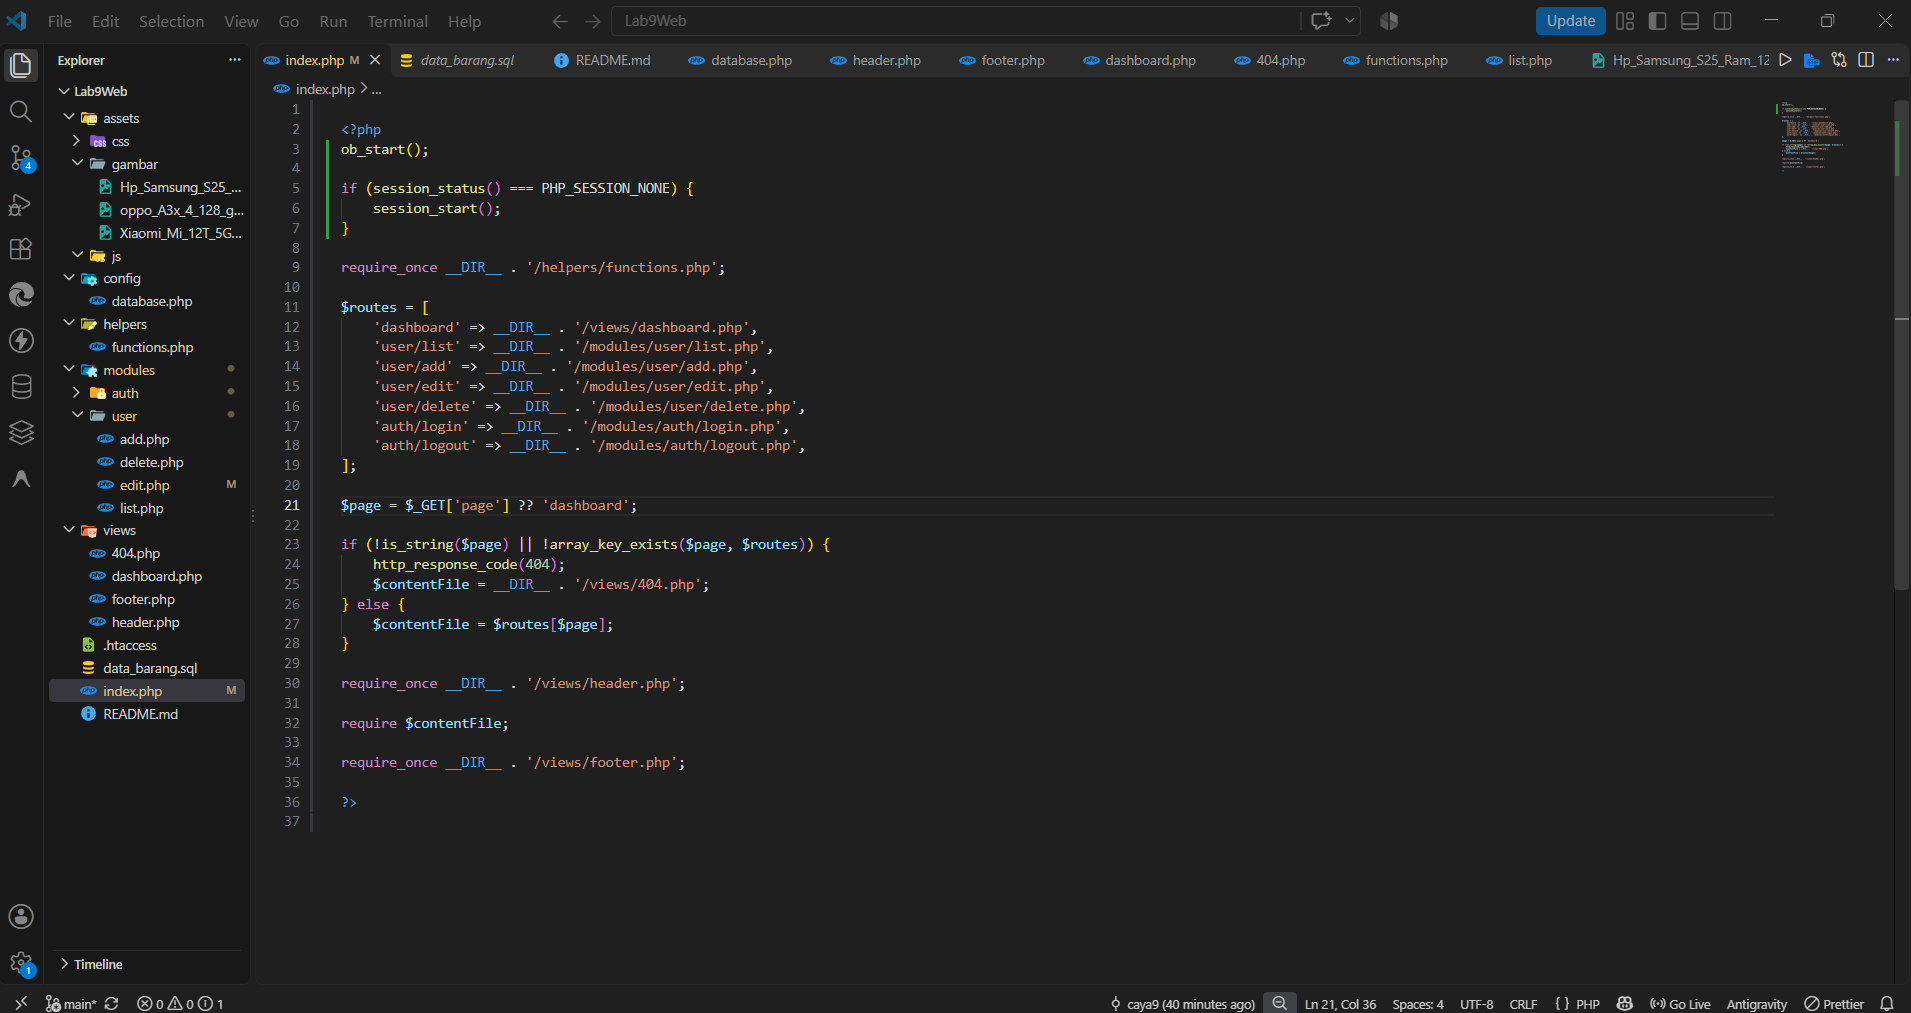 File Edit Selection View Go Run Terminal Help
Lab9Web
Update
Explorer
index.php M
data_barang.sql
README.md
database.php
header.php
footer.php
dashboard.php
404.php
functions.php
list.php
Hp_Samsung_S25_Ram_12
index.php > ...
Lab9Web
assets
css
gambar
Hp_Samsung_S25_...
oppo_A3x_4_128_g...
Xiaomi_Mi_12T_5G...
js
config
database.php
helpers
functions.php
modules
auth
user
add.php
delete.php
edit.php M
list.php
views
404.php
dashboard.php
footer.php
header.php
.htaccess
data_barang.sql
index.php M
README.md
Timeline
4
1
1
2 <?php
3 ob_start();
4
5 if (session_status() === PHP_SESSION_NONE) {
6 session_start();
7 }
8
9 require_once __DIR__ . '/helpers/functions.php';
10
11 $routes = [
12 'dashboard' => __DIR__ . '/views/dashboard.php',
13 'user/list' => __DIR__ . '/modules/user/list.php',
14 'user/add' => __DIR__ . '/modules/user/add.php',
15 'user/edit' => __DIR__ . '/modules/user/edit.php',
16 'user/delete' => __DIR__ . '/modules/user/delete.php',
17 'auth/login' => __DIR__ . '/modules/auth/login.php',
18 'auth/logout' => __DIR__ . '/modules/auth/logout.php',
19 ];
20
21 $page = $_GET['page'] ?? 'dashboard';
22
23 if (!is_string($page) || !array_key_exists($page, $routes)) {
24 http_response_code(404);
25 $contentFile = __DIR__ . '/views/404.php';
26 } else {
27 $contentFile = $routes[$page];
28 }
29
30 require_once __DIR__ . '/views/header.php';
31
32 require $contentFile;
33
34 require_once __DIR__ . '/views/footer.php';
35
36 ?>
37
main* 0 0 1 caya9 (40 minutes ago) Ln 21, Col 36 Spaces: 4 UTF-8 CRLF { } PHP Go Live Antigravity Prettier